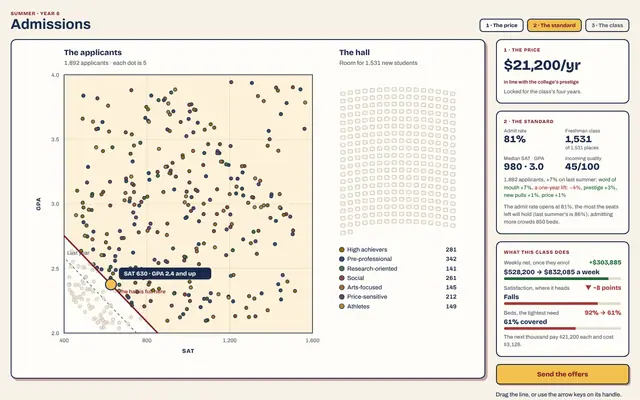 SUMMER · YEAR 6
Admissions
1 · The price
2 · The standard
3 · The class
The applicants
1,892 applicants · each dot is 5
GPA
4.0
3.5
3.0
2.5
2.0
Last year
SAT 630 · GPA 2.4 and up
400
800
1,200
1,600
SAT
The hall
Room for 1,531 new students
High achievers 281
Pre-professional 342
Research-oriented 141
Social 261
Arts-focused 145
Price-sensitive 212
Athletes 149
1 · THE PRICE
$21,200/yr
In line with the college's prestige
Locked for the class's four years.
2 · THE STANDARD
Admit rate
81%
Freshman class
1,531
of 1,531 places
Median SAT · GPA
980 · 3.0
Incoming quality
45/100
1,892 applicants, +7% on last summer: word of
mouth +7%, a one-year lift: −4%, prestige +3%,
new pulls +1%, price +1%
The admit rate opens at 81%, the most the seats
left will hold (last summer's is 86%); admitting
more crowds 850 beds.
WHAT THIS CLASS DOES
Weekly net, once they enrol +$303,885
$528,200 → $832,085 a week
Satisfaction, where it heads ▼ −8 points
Falls
Beds, the tightest need 92% → 61%
61% covered
The next thousand pay $21,200 each and cost
$3,128.
Send the offers
Drag the line, or use the arrow keys on its handle.